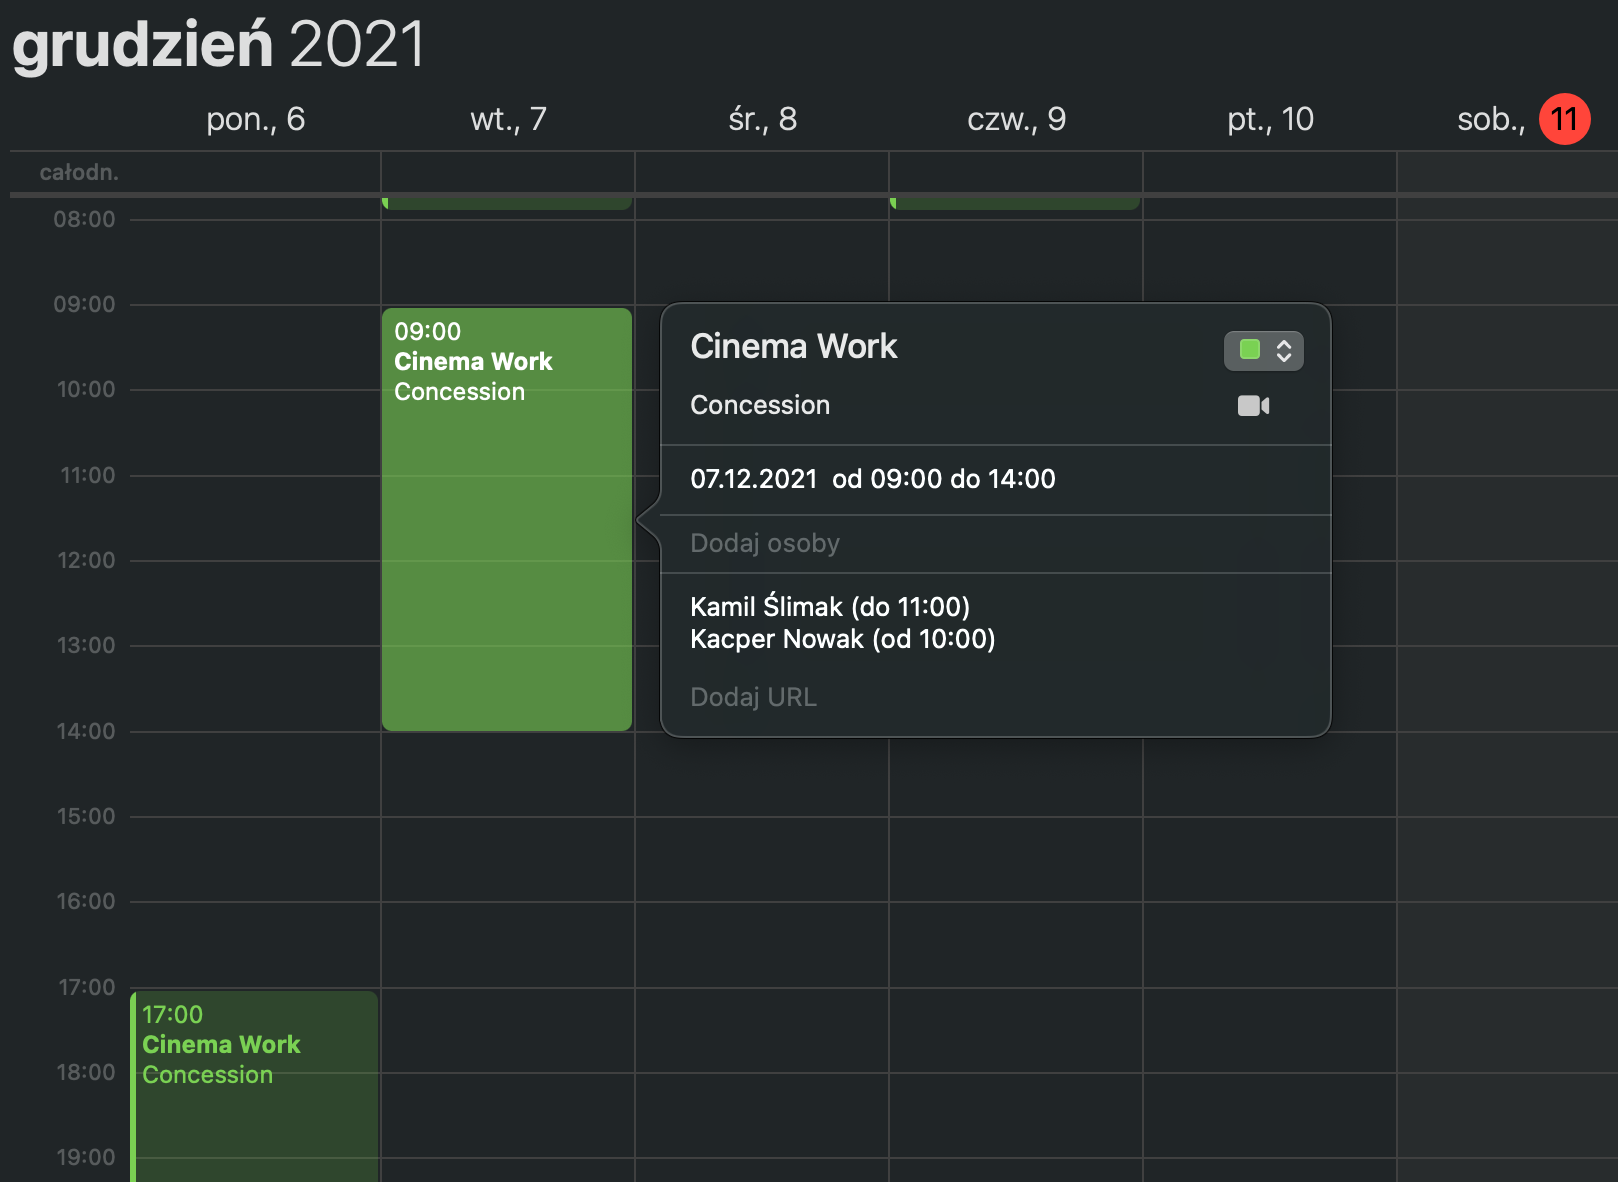 grudzień 2021
pon., 6
wt., 7
śr., 8
czw., 9
pt., 10
sob., 11
całodn.
08:00
09:00
10:00
11:00
12:00
13:00
14:00
15:00
16:00
17:00
18:00
19:00
09:00
Cinema Work
Concession
Cinema Work
Concession
07.12.2021 od 09:00 do 14:00
Dodaj osoby
Kamil Ślimak (do 11:00)
Kacper Nowak (od 10:00)
Dodaj URL
17:00
Cinema Work
Concession